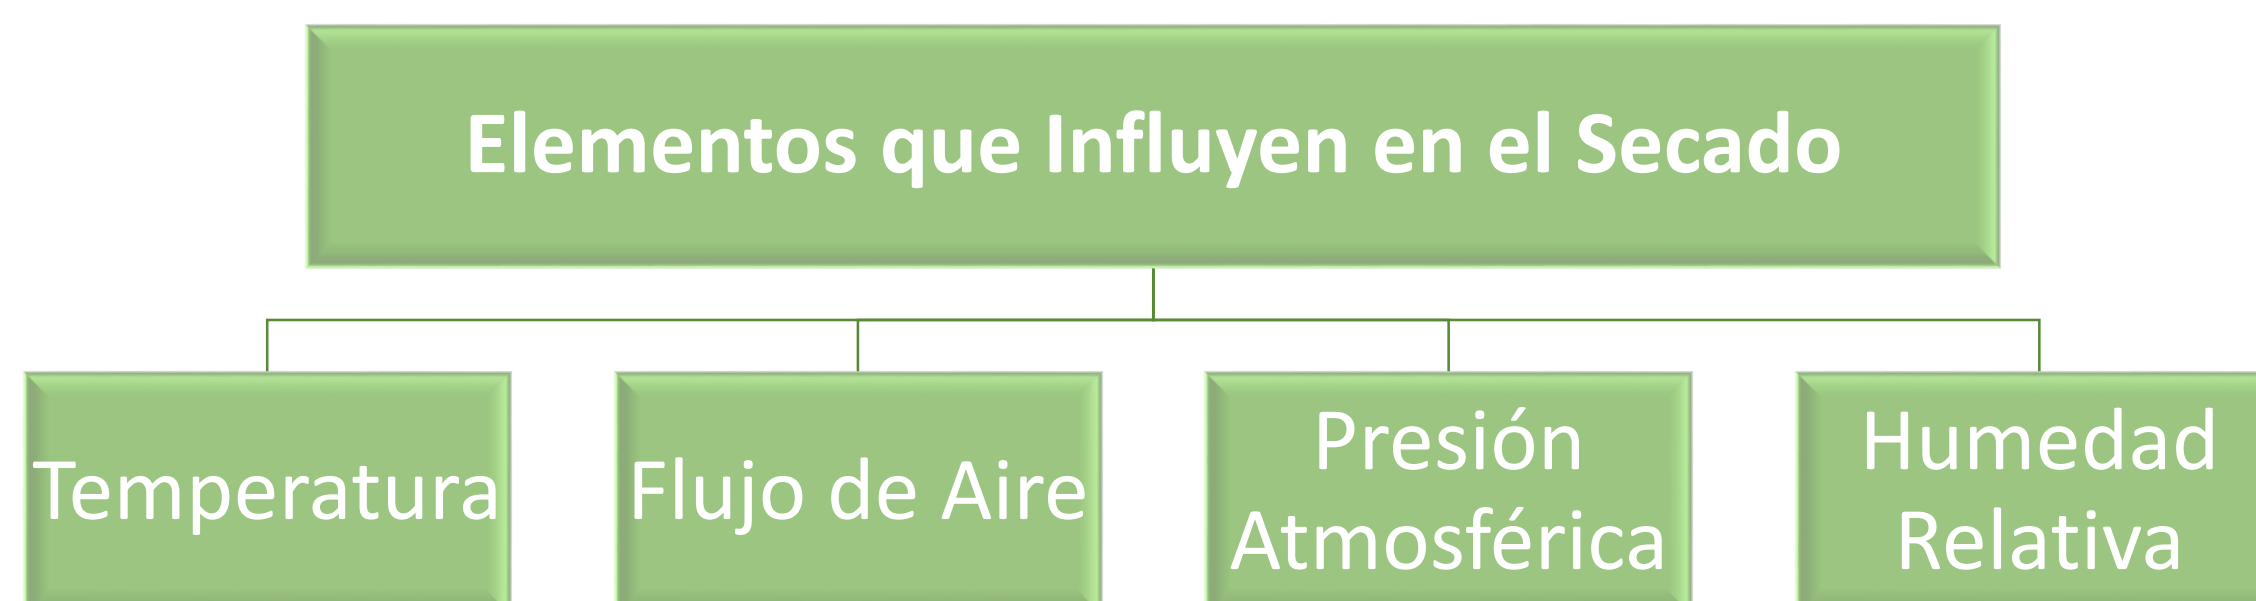 Elementos que Influyen en el Secado
Temperatura
Flujo de Aire
Presión
Atmosférica
Humedad
Relativa